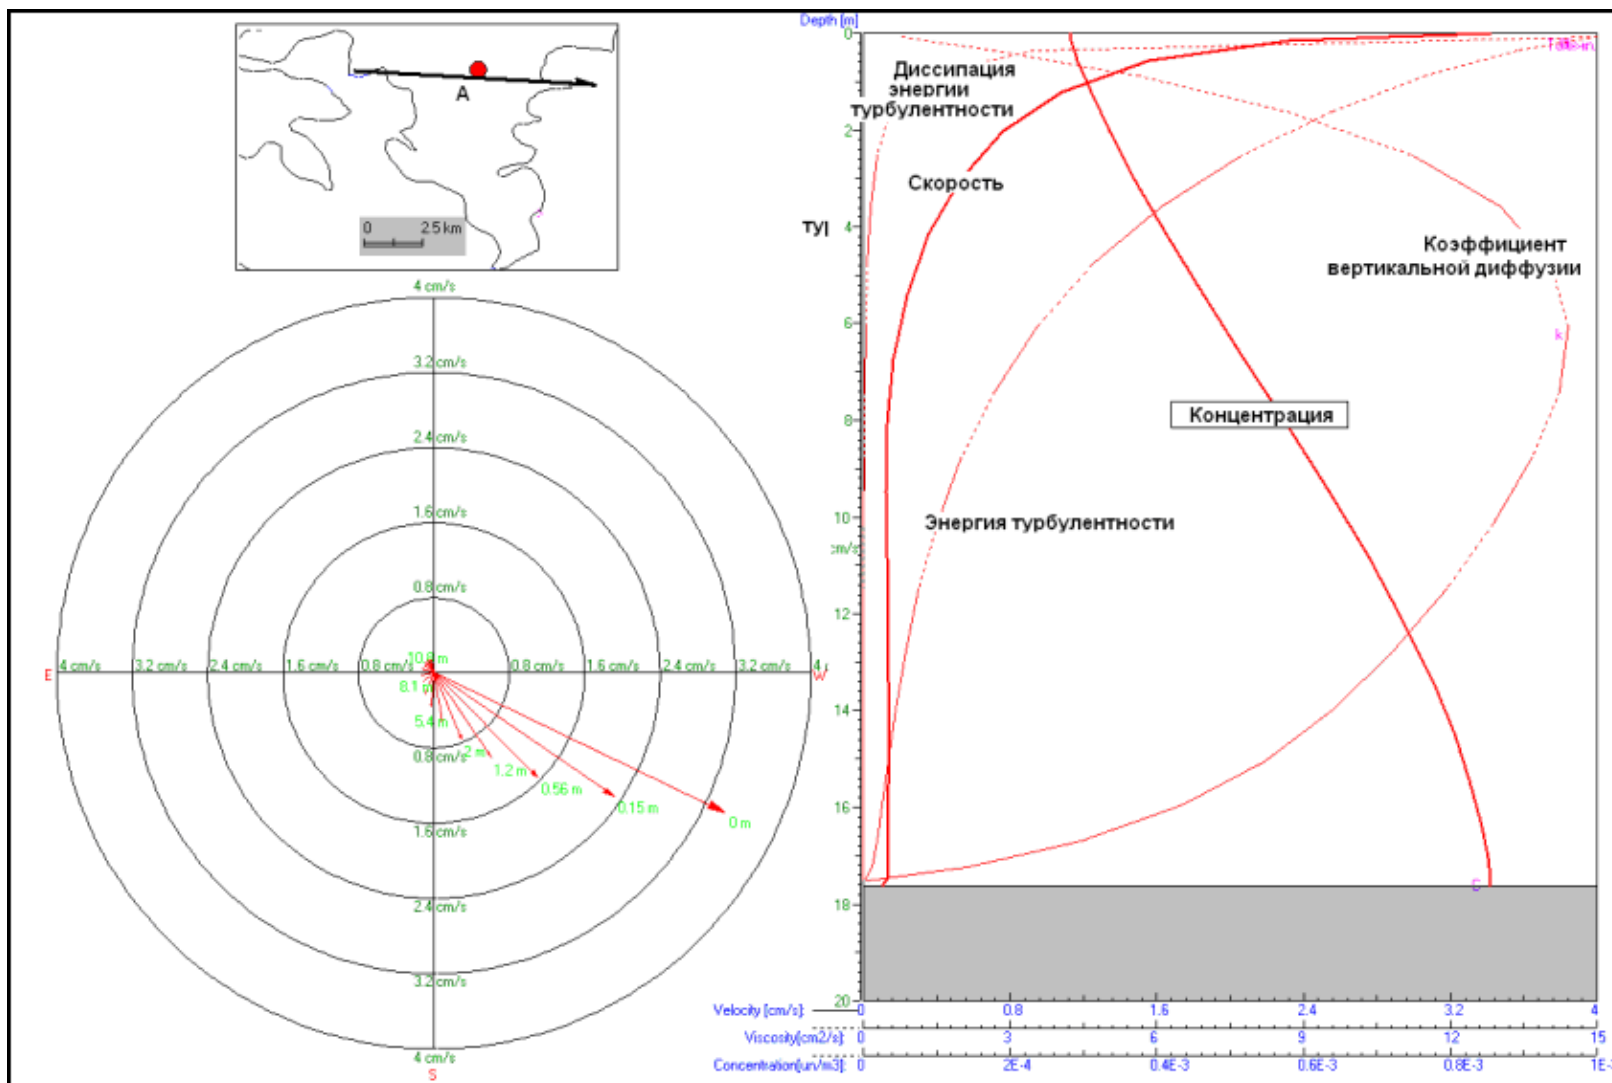 A
0 2.5 km
4 cm/s
3.2 cm/s
2.4 cm/s
1.6 cm/s
0.8 cm/s
E
4 cm/s 3.2 cm/s 2.4 cm/s 1.6 cm/s 0.8 cm/s 0.8 cm/s 1.6 cm/s 2.4 cm/s 3.2 cm/s 4
W
8.1 m
5.4
2 m
1.2 m
0.56 m
0.15 m
0 m
0.8 cm/s
1.6 cm/s
2.4 cm/s
3.2 cm/s
4 cm/s
S
Depth [m]
0
Диссипация
энергии
турбулентности
2
Скорость
ТУ
4
Коэффициент
вертикальной диффузии
6
k
8
Концентрация
10
Энергия турбулентности
cm/s
12
14
16
C
18
20
Velocity [cm/s]: 0 0.8 1.6 2.4 3.2 4
Viscosity[cm2/s]: 0 3 6 9 12 15
Concentration[un/m3]: 0 2E-4 0.4E-3 0.6E-3 0.8E-3